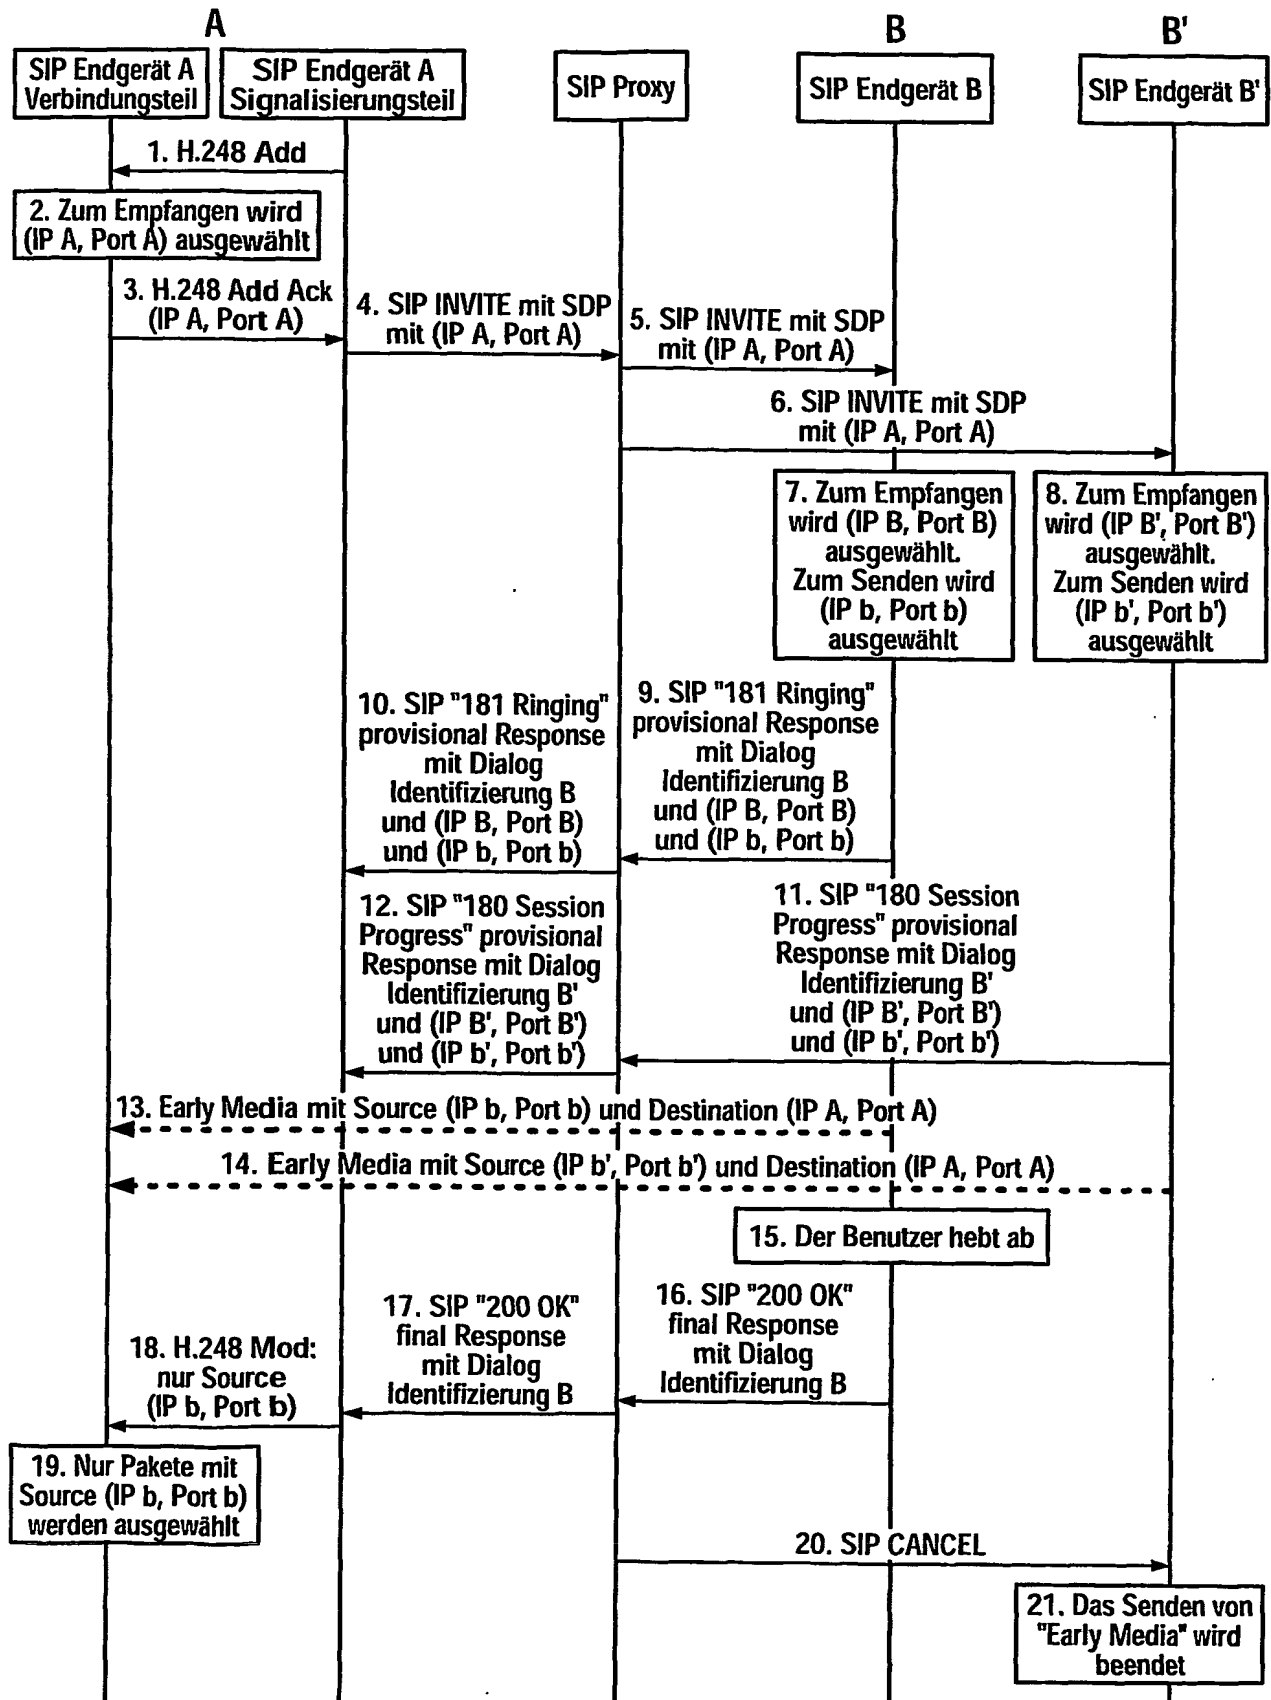 A
B
B'
SIP Endgerät A
Verbindungsteil
SIP Endgerät A
Signalisierungsteil
SIP Proxy
SIP Endgerät B
SIP Endgerät B'
1. H.248 Add
2. Zum Empfangen wird
(IP A, Port A) ausgewählt
3. H.248 Add Ack
(IP A, Port A)
4. SIP INVITE mit SDP
mit (IP A, Port A)
5. SIP INVITE mit SDP
mit (IP A, Port A)
6. SIP INVITE mit SDP
mit (IP A, Port A)
7. Zum Empfangen
wird (IP B, Port B)
ausgewählt.
Zum Senden wird
(IP b, Port b)
ausgewählt
8. Zum Empfangen
wird (IP B', Port B')
ausgewählt.
Zum Senden wird
(IP b', Port b')
ausgewählt
9. SIP "181 Ringing"
provisional Response
mit Dialog
Identifizierung B
und (IP B, Port B)
und (IP b, Port b)
10. SIP "181 Ringing"
provisional Response
mit Dialog
Identifizierung B
und (IP B, Port B)
und (IP b, Port b)
11. SIP "180 Session
Progress" provisional
Response mit Dialog
Identifizierung B'
und (IP B', Port B')
und (IP b', Port b')
12. SIP "180 Session
Progress" provisional
Response mit Dialog
Identifizierung B'
und (IP B', Port B')
und (IP b', Port b')
13. Early Media mit Source (IP b, Port b) und Destination (IP A, Port A)
14. Early Media mit Source (IP b', Port b') und Destination (IP A, Port A)
15. Der Benutzer hebt ab
16. SIP "200 OK"
final Response
mit Dialog
Identifizierung B
17. SIP "200 OK"
final Response
mit Dialog
Identifizierung B
18. H.248 Mod:
nur Source
(IP b, Port b)
19. Nur Pakete mit
Source (IP b, Port b)
werden ausgewählt
20. SIP CANCEL
21. Das Senden von
"Early Media" wird
beendet